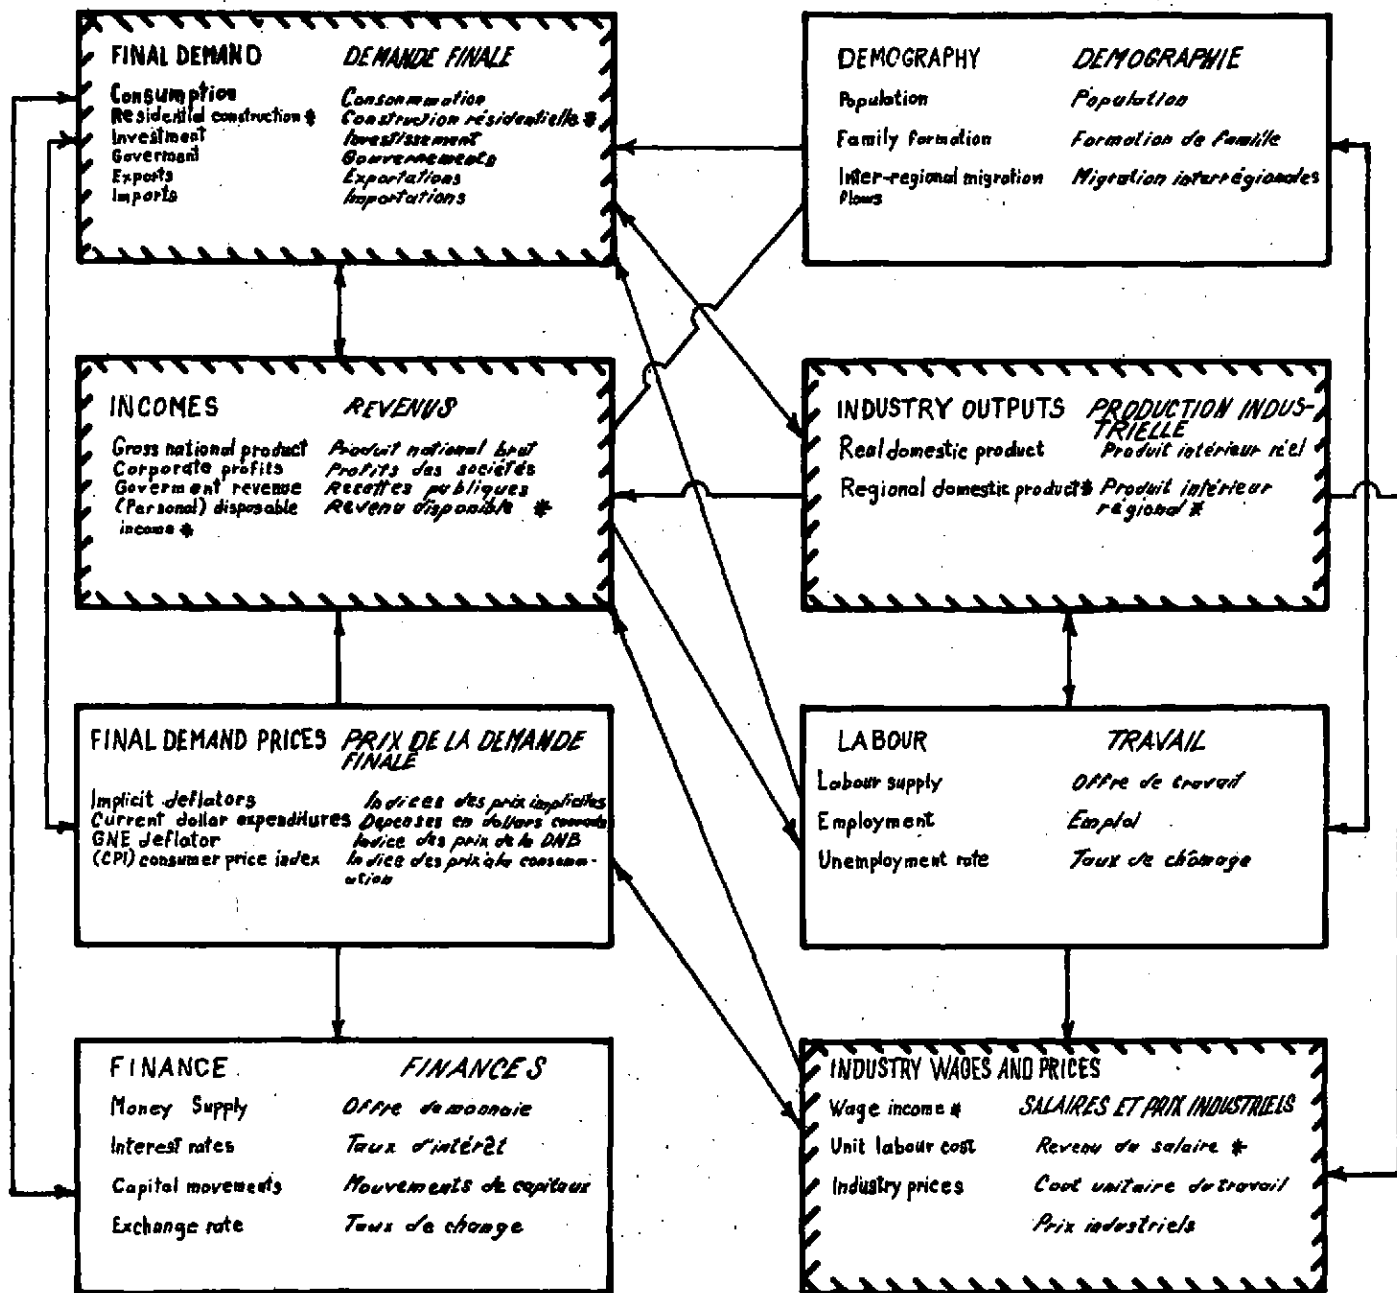 FINAL DEMAND
Consumption
Residential construction *
Investment
Goverment
Exports
Imports
DEMANDE FINALE
Consommation
Construction résidentielle *
Investissement
Gouvernements
Exportations
Importations
DEMOGRAPHY
Population
Family formation
Inter-regional migration
flows
DEMOGRAPHIE
Population
Formation de famille
Migration interrégionales
INCOMES
Gross national product
Corporate profits
Goverment revenue
(Personal) disposable
income *
REVENUS
Produit national brut
Profits des sociétés
Recettes publiques
Revenu disponible *
INDUSTRY OUTPUTS
Real domestic product
Regional domestic product *
PRODUCTION INDUS-
TRIELLE
Produit intérieur réel
Produit intérieur
régional *
FINAL DEMAND PRICES
Implicit deflators
Current dollar expenditures
GNE deflator
(CPI) consumer price index
PRIX DE LA DEMANDE
FINALE
Indices des prix implicites
Depenses en dollars courants
Indice des prix de la DNB
Indice des prix à la consomm-
ation
LABOUR
Labour supply
Employment
Unemployment rate
TRAVAIL
Offre de travail
Emploi
Taux de chômage
FINANCE
Money Supply
Interest rates
Capital movements
Exchange rate
FINANCES
Offre de monnaie
Taux d'intérêt
Mouvements de capitaux
Taux de change
INDUSTRY WAGES AND PRICES
Wage income *
Unit labour cost
Industry prices
SALAIRES ET PRIX INDUSTRIELS
Revenu du salaire *
Cout unitaire du travail
Prix industriels